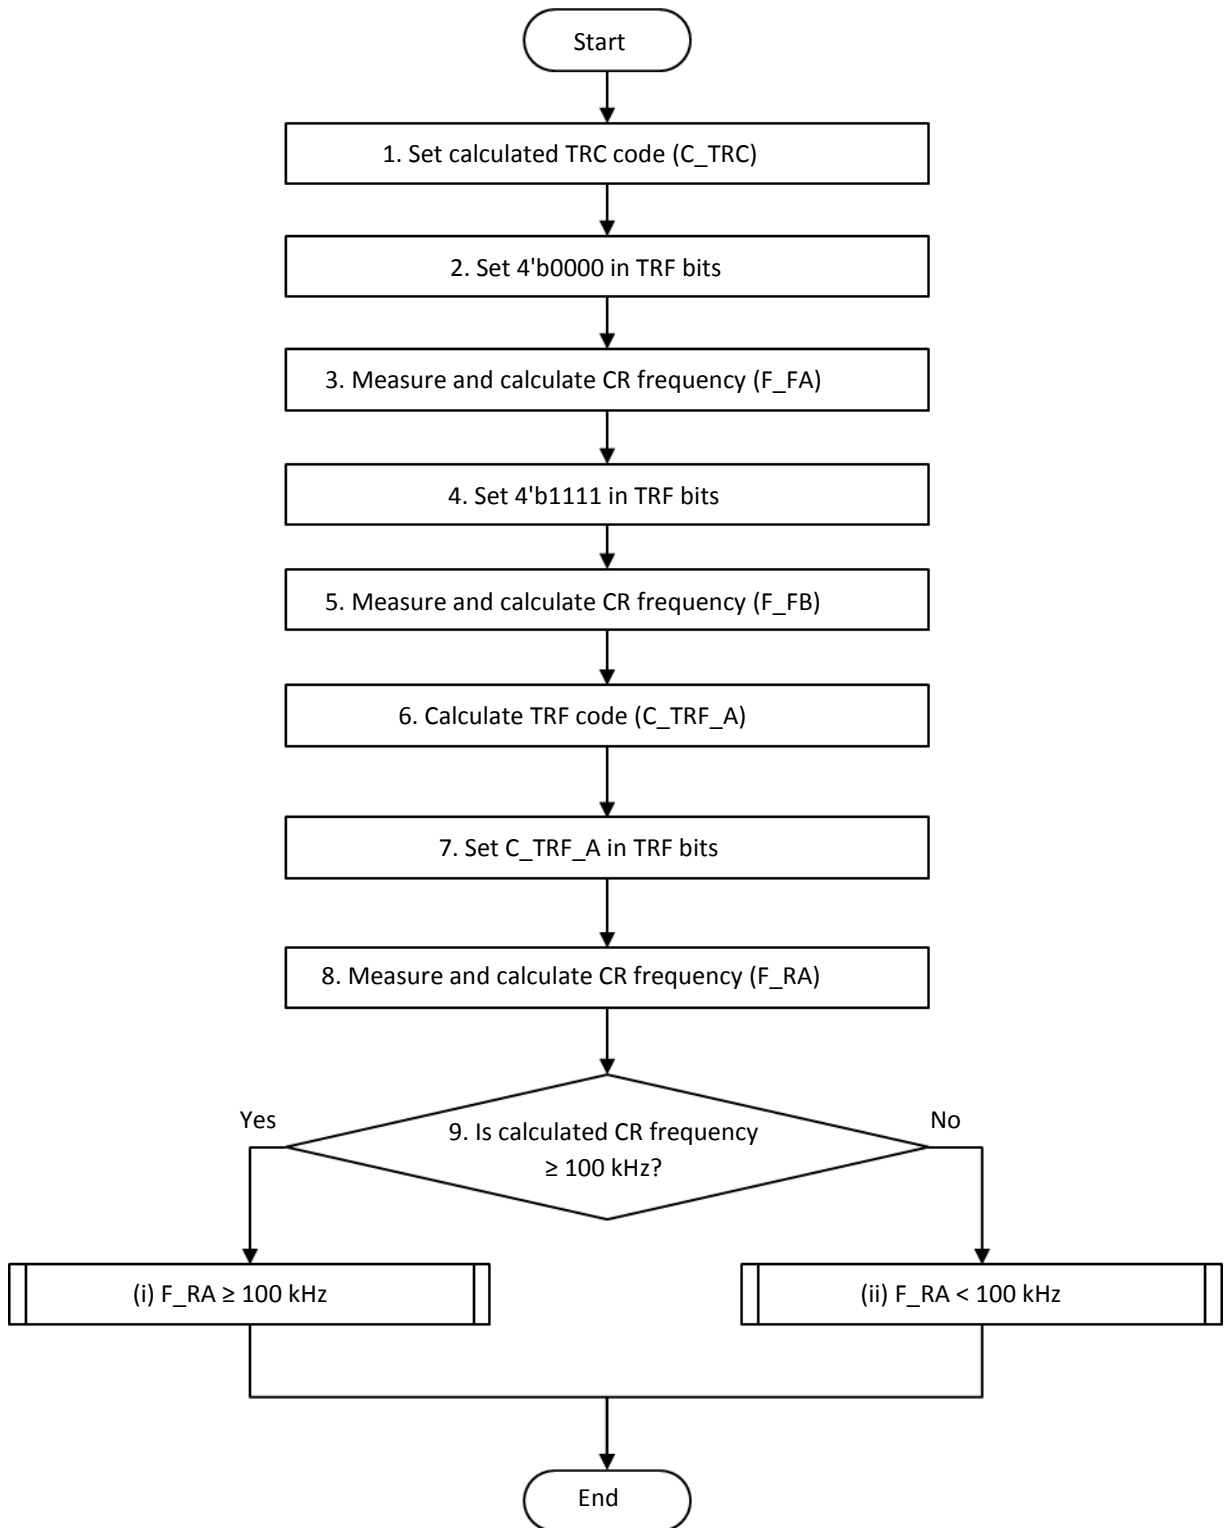 Start
1. Set calculated TRC code (C_TRC)
2. Set 4'b0000 in TRF bits
3. Measure and calculate CR frequency (F_FA)
4. Set 4'b1111 in TRF bits
5. Measure and calculate CR frequency (F_FB)
6. Calculate TRF code (C_TRF_A)
7. Set C_TRF_A in TRF bits
8. Measure and calculate CR frequency (F_RA)
Yes
9. Is calculated CR frequency
≥ 100 kHz?
No
(i) F_RA ≥ 100 kHz
(ii) F_RA < 100 kHz
End